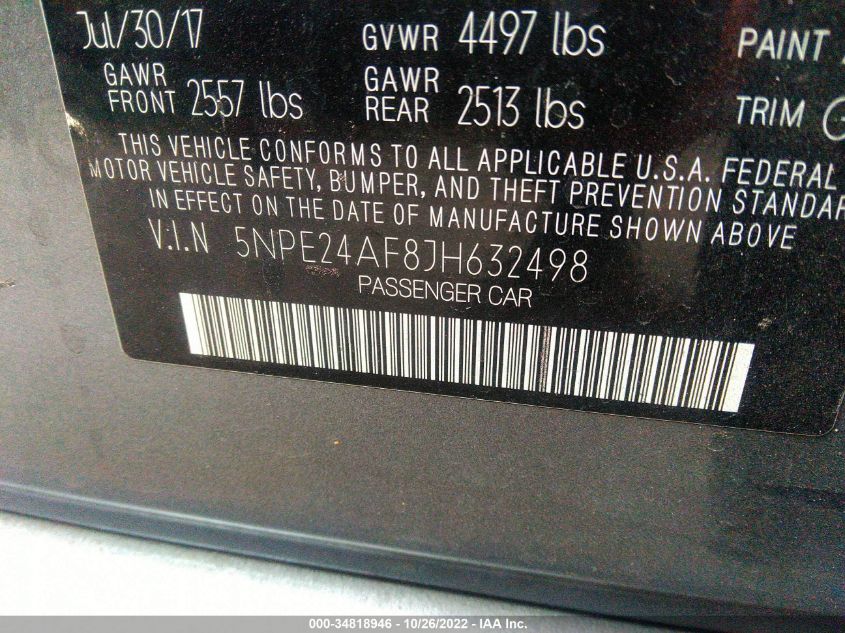 Jul/30/17 GVWR 4497 lbs PAINT
GAWR FRONT 2557 lbs GAWR REAR 2513 lbs TRIM
THIS VEHICLE CONFORMS TO ALL APPLICABLE U.S.A. FEDERAL
MOTOR VEHICLE SAFETY, BUMPER, AND THEFT PREVENTION STANDAR
IN EFFECT ON THE DATE OF MANUFACTURE SHOWN ABOVE
V.I.N 5NPE24AF8JH632498
PASSENGER CAR
000-34818946 - 10/26/2022 - IAA Inc.